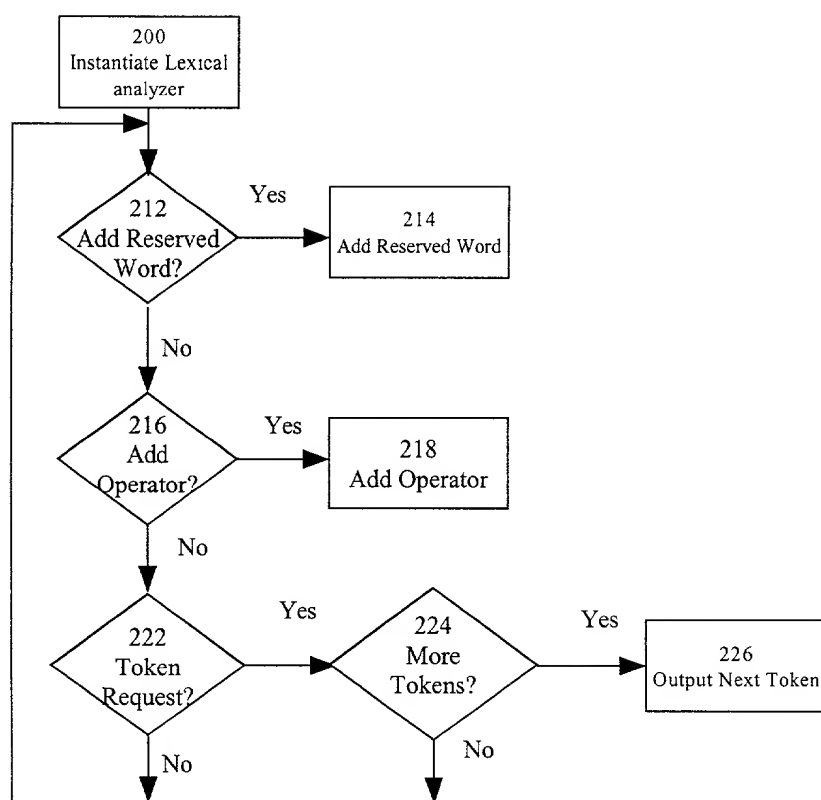 200
Instantiate Lexical
analyzer
212
Add Reserved
Word?
Yes
214
Add Reserved Word
No
216
Add
Operator?
Yes
218
Add Operator
No
222
Token
Request?
Yes
224
More
Tokens?
Yes
226
Output Next Token
No
No